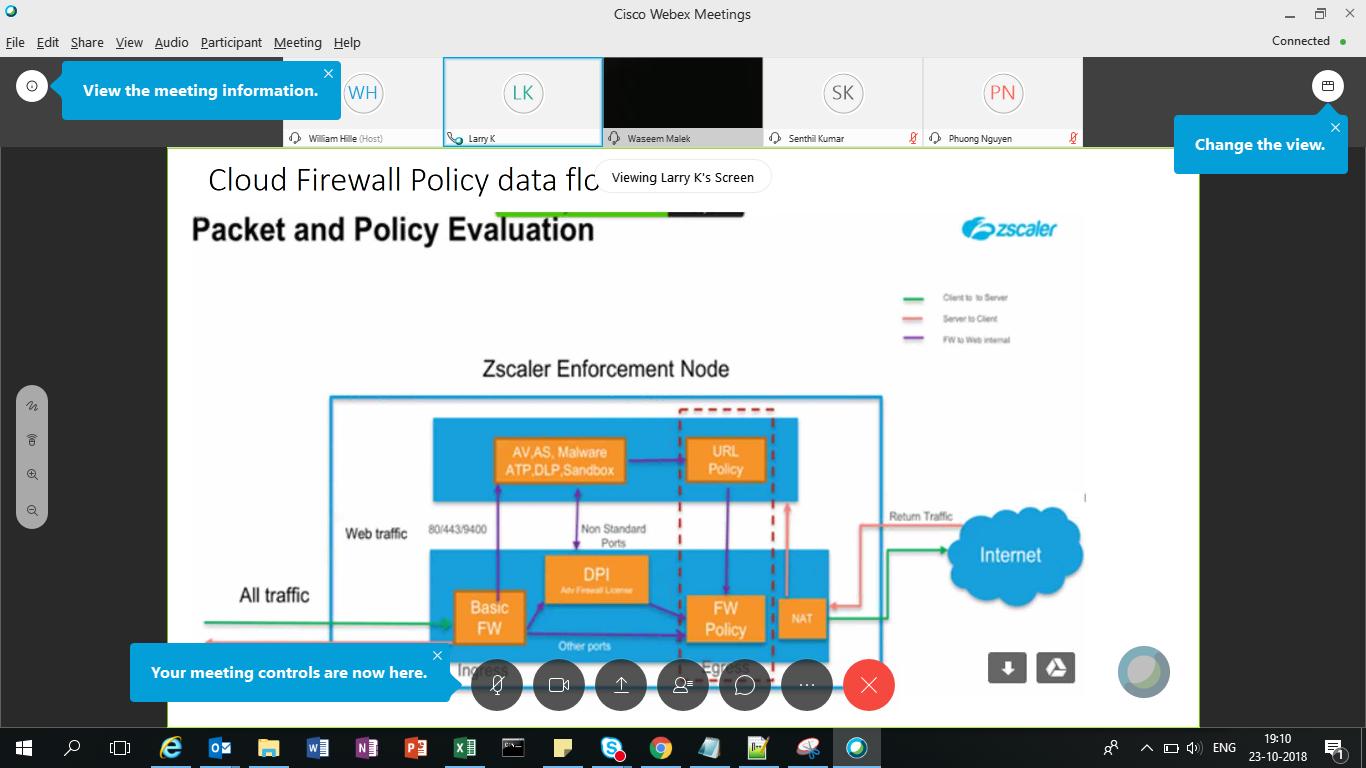 Cisco Webex Meetings
File Edit Share View Audio Participant Meeting Help
Connected
View the meeting information.
WH
LK
SK
PN
William Hille (Host)
Larry K
Waseem Malek
Senthil Kumar
Phuong Nguyen
Change the view.
Cloud Firewall Policy data flo
Viewing Larry K's Screen
Packet and Policy Evaluation
zscaler
Client to to Server
Server to Client
FW to Web internal
Zscaler Enforcement Node
AV,AS, Malware
ATP,DLP,Sandbox
URL
Policy
Web traffic
80/443/9400
Non Standard
Ports
Return Traffic
Internet
All traffic
DPI
Adv Firewall License
Basic
FW
FW
Policy
NAT
Other ports
Ingress
Egress
Your meeting controls are now here.
ENG
19:10
23-10-2018
1